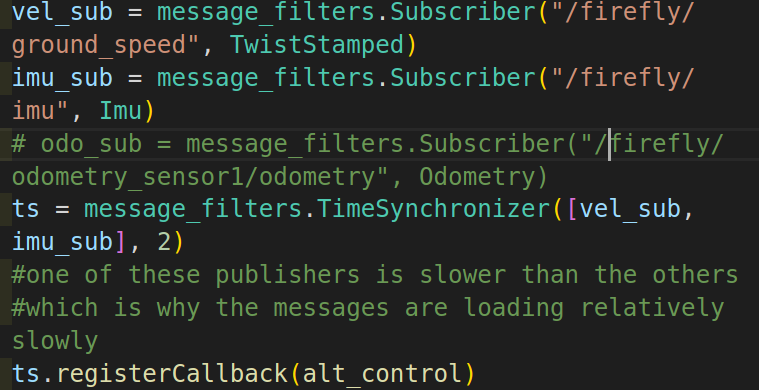 vel_sub = message_filters.Subscriber("/firefly/
ground_speed", TwistStamped)
imu_sub = message_filters.Subscriber("/firefly/
imu", Imu)
# odo_sub = message_filters.Subscriber("/firefly/
odometry_sensor1/odometry", Odometry)
ts = message_filters.TimeSynchronizer([vel_sub,
imu_sub], 2)
#one of these publishers is slower than the others
#which is why the messages are loading relatively
slowly
ts.registerCallback(alt_control)